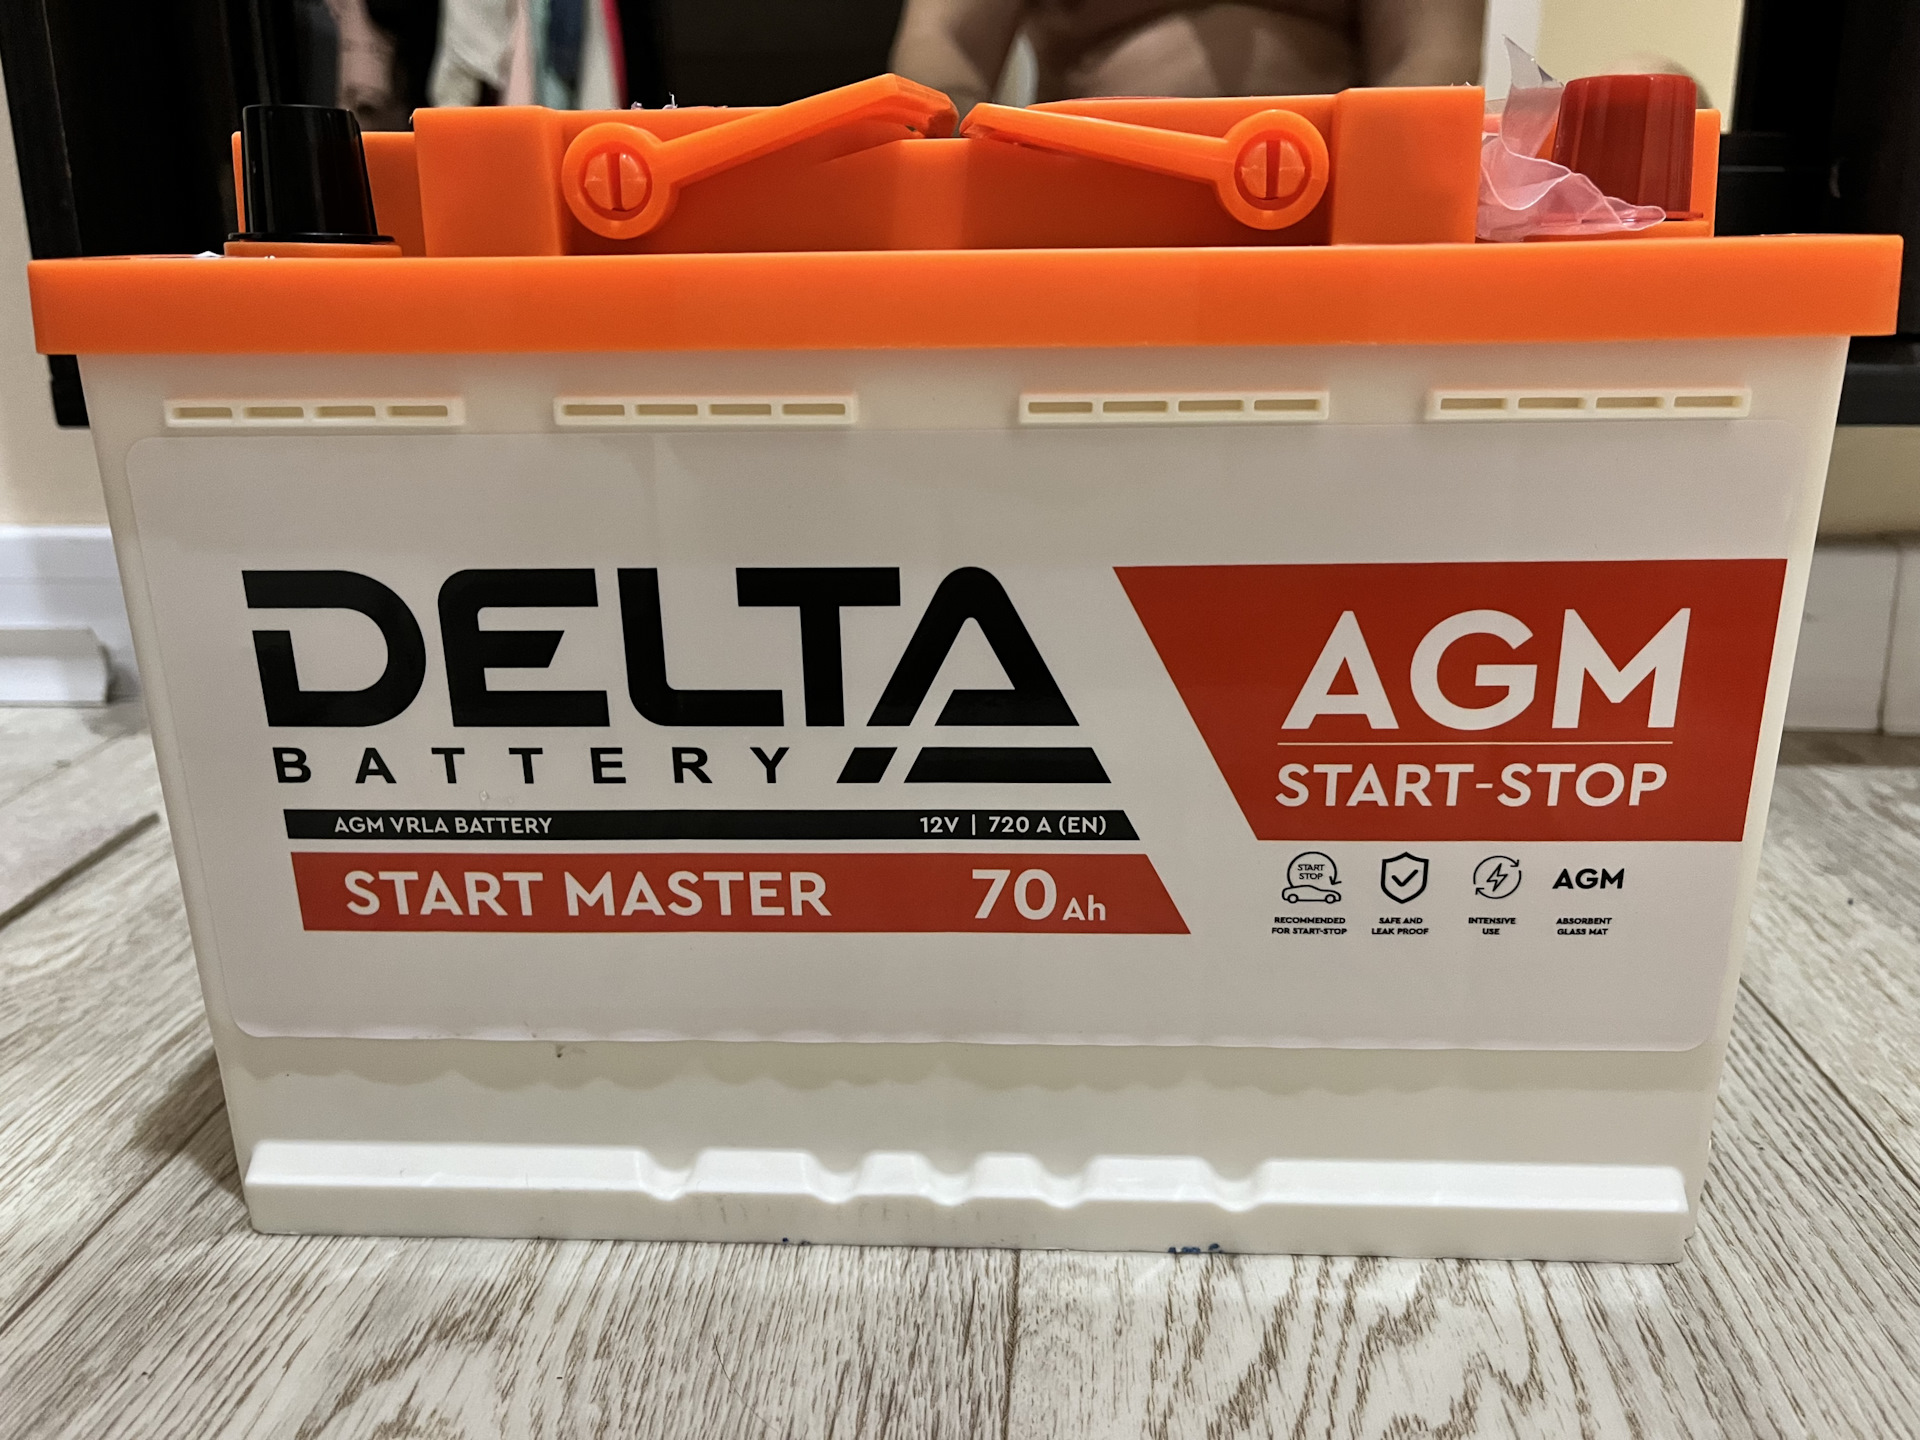 DELTA
BATTERY
AGM VRLA BATTERY 12V | 720 A (EN)
START MASTER 70Ah
AGM
START-STOP
START
STOP
RECOMMENDED
FOR START-STOP
SAFE AND
LEAK PROOF
INTENSIVE
USE
AGM
ABSORBENT
GLASS MAT